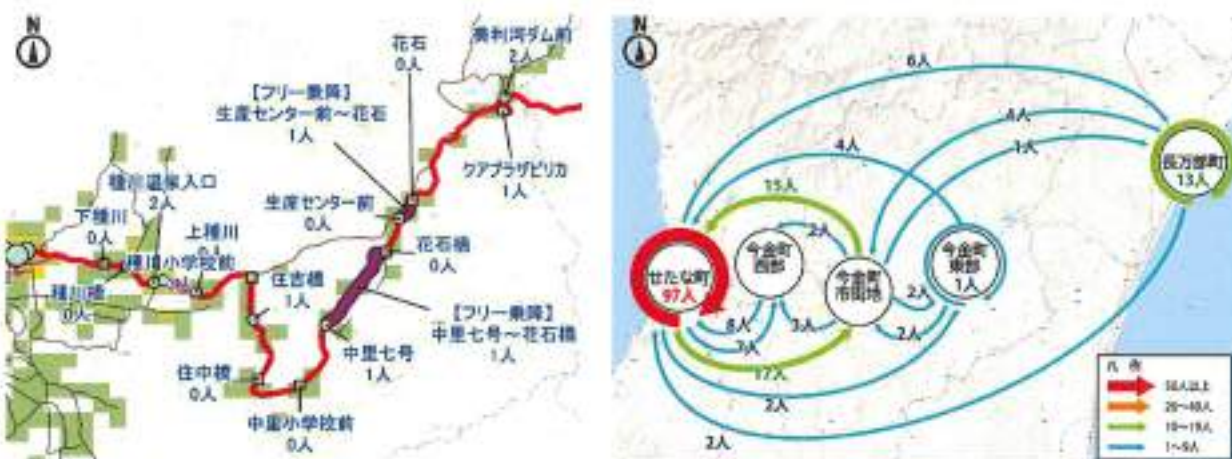 N
花石
0人
奥利河ダム前
2人
【フリー乗降】
生産センター前～花石
1人
クアプラザピリカ
1人
種川温泉入口
2人
下種川
0人
上種川
0人
生産センター前
0人
種川小学校前
花石橋
0人
住吉橋
1人
種川橋
0人
【フリー乗降】
中里七号～花石橋
1人
中里七号
1人
住中橋
0人
中里小学校前
0人
N
6人
4人
1人
4人
長万部町
13人
15人
せたな町
97人
今金町
西部
2人
今金町
市街地
今金町
東部
1人
2人
2人
8人
7人
3人
17人
2人
2人
凡例
50人以上
20～49人
10～19人
1～9人